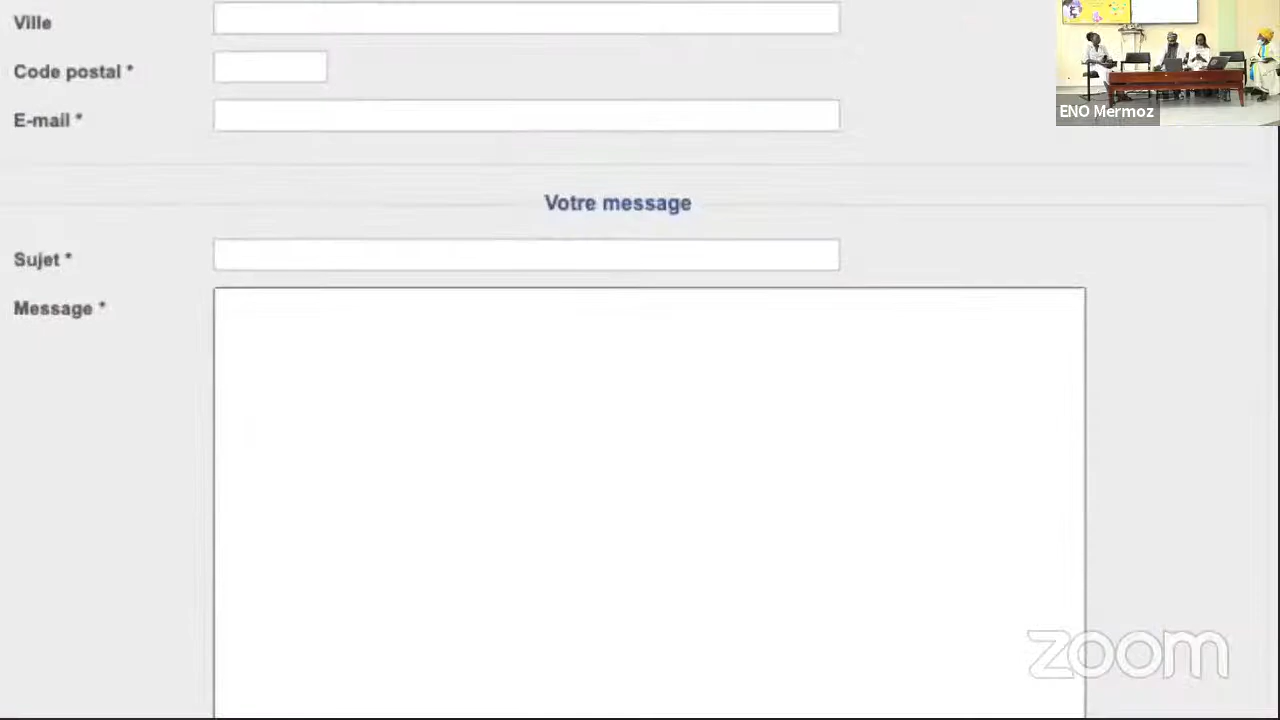 Ville
Code postal *
E-mail *
ENO Mermoz
Votre message
Sujet *
Message *
zoom